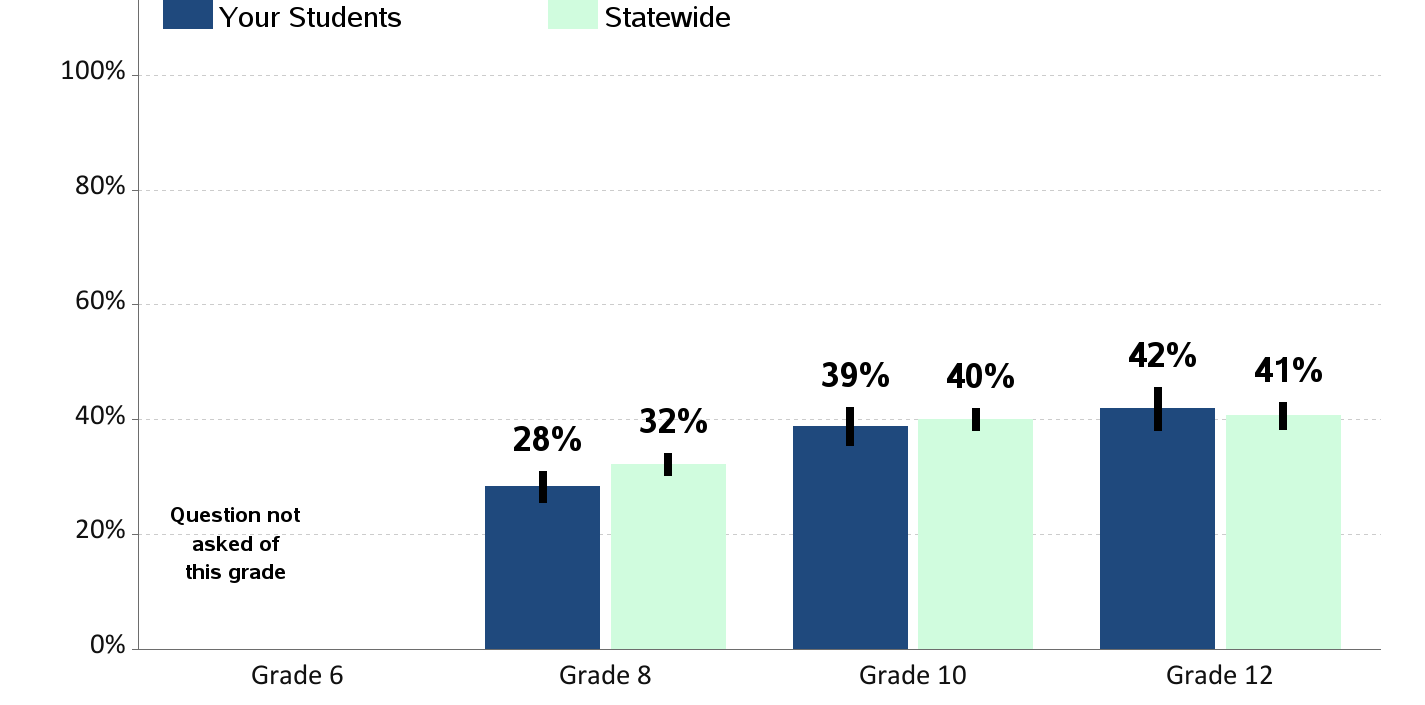 Your Students Statewide
100%
80%
60%
40%
20%
0%
28% 32% 39% 40% 42% 41%
Question not
asked of
this grade
Grade 6 Grade 8 Grade 10 Grade 12